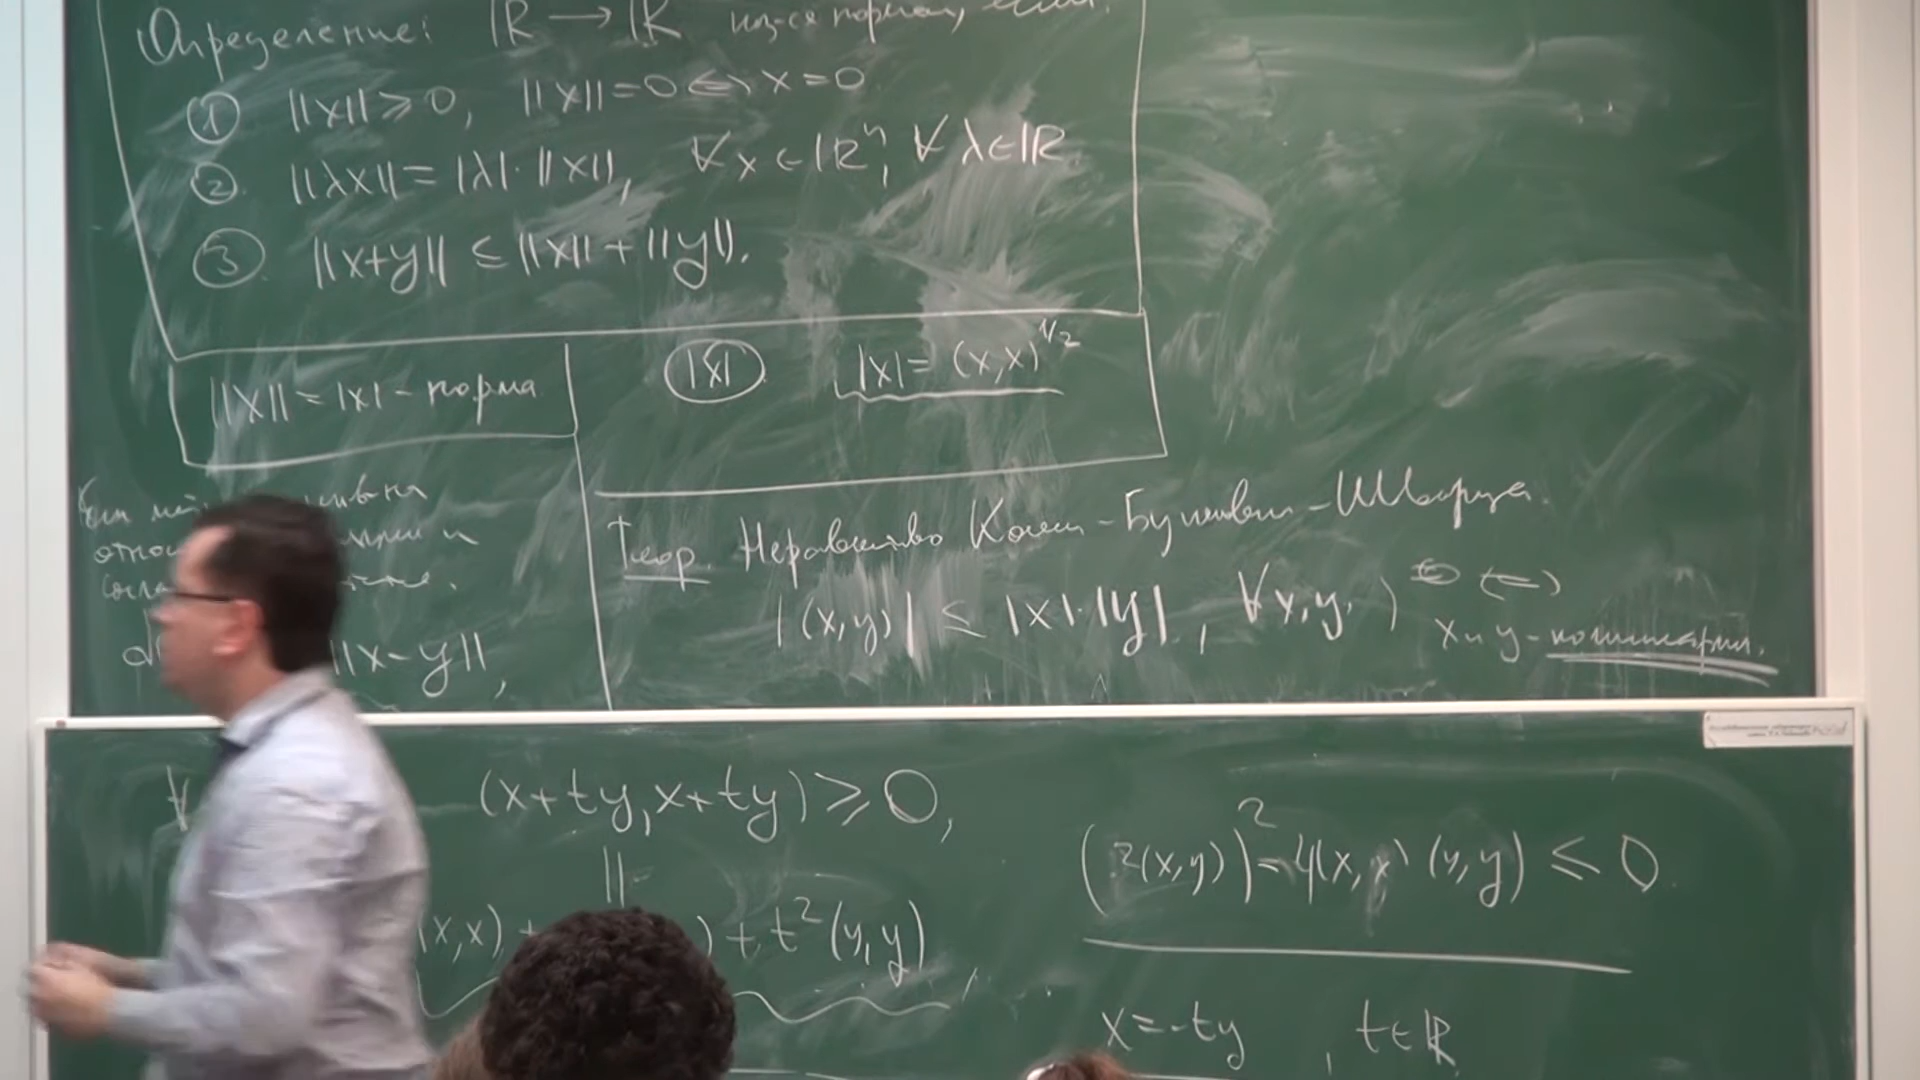 Определение: ℝ → ℝ наз-ся нормой, если:
① ||x|| ≥ 0, ||x|| = 0 ⇔ x = 0
② ||λx|| = |λ|·||x||, ∀ x ∈ ℝⁿ, ∀ λ ∈ ℝ
③ ||x+y|| ≤ ||x|| + ||y||.
||x|| = |x| - норма
|x|
|x| = (x,x)^{1/2}
Теор. Неравенство Коши-Буняковск-Шварца.
|(x,y)| ≤ |x|·|y|, ∀x,y.
x и y - коллинеарны.
||x-y||,
∀ (x+ty, x+ty) ≥ 0,
||
(x,x) + ) + t²(y,y),
(2(x,y))² - 4(x,x)(y,y) ≤ 0
x = -ty, t ∈ ℝ